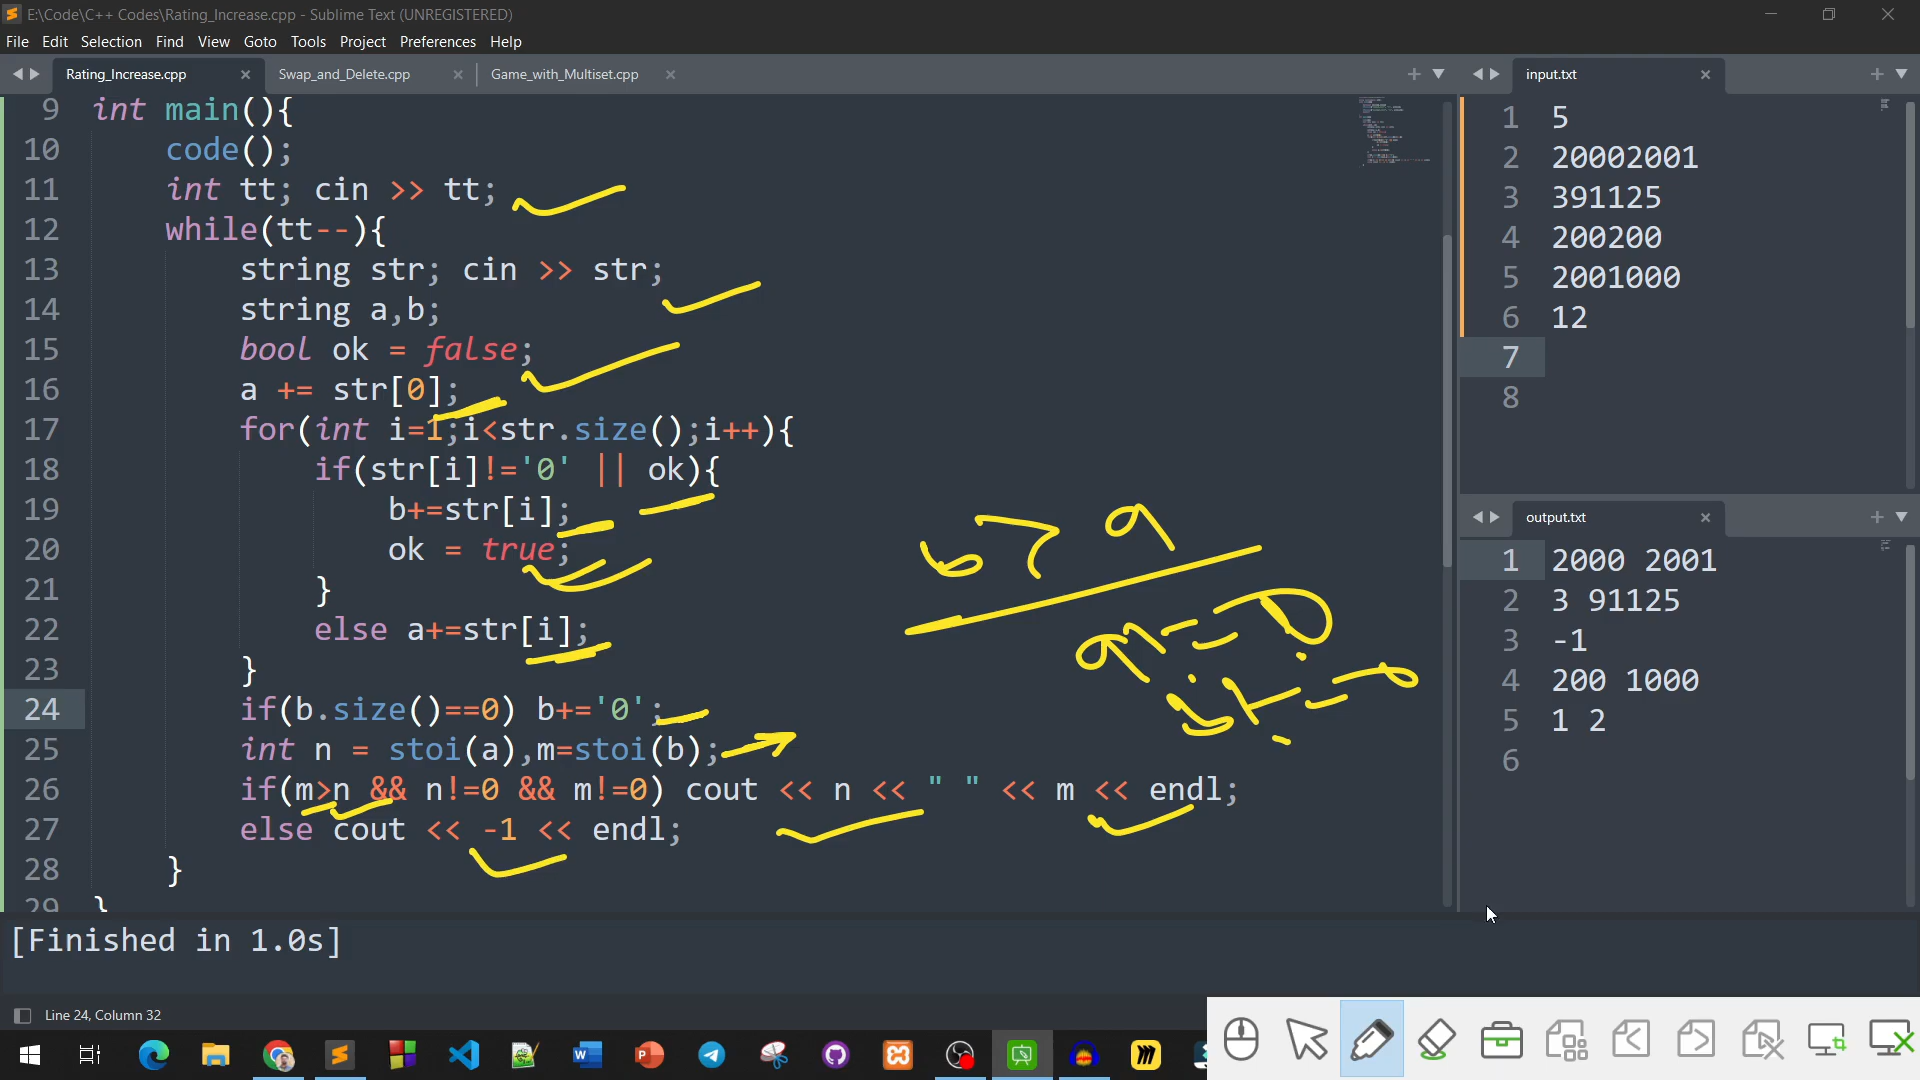 E:\Code\C++ Codes\Rating_Increase.cpp - Sublime Text (UNREGISTERED)
File Edit Selection Find View Goto Tools Project Preferences Help
Rating_Increase.cpp Swap_and_Delete.cpp Game_with_Multiset.cpp
9 int main(){
10 code();
11 int tt; cin >> tt;
12 while(tt--){
13 string str; cin >> str;
14 string a,b;
15 bool ok = false;
16 a += str[0];
17 for(int i=1;i<str.size();i++){
18 if(str[i]!='0' || ok){
19 b+=str[i];
20 ok = true;
21 }
22 else a+=str[i];
23 }
24 if(b.size()==0) b+='0';
25 int n = stoi(a),m=stoi(b);
26 if(m>n && n!=0 && m!=0) cout << n << " " << m << endl;
27 else cout << -1 << endl;
28 }
29 }
input.txt
1 5
2 20002001
3 391125
4 200200
5 2001000
6 12
7
8
output.txt
1 2000 2001
2 3 91125
3 -1
4 200 1000
5 1 2
6
[Finished in 1.0s]
Line 24, Column 32